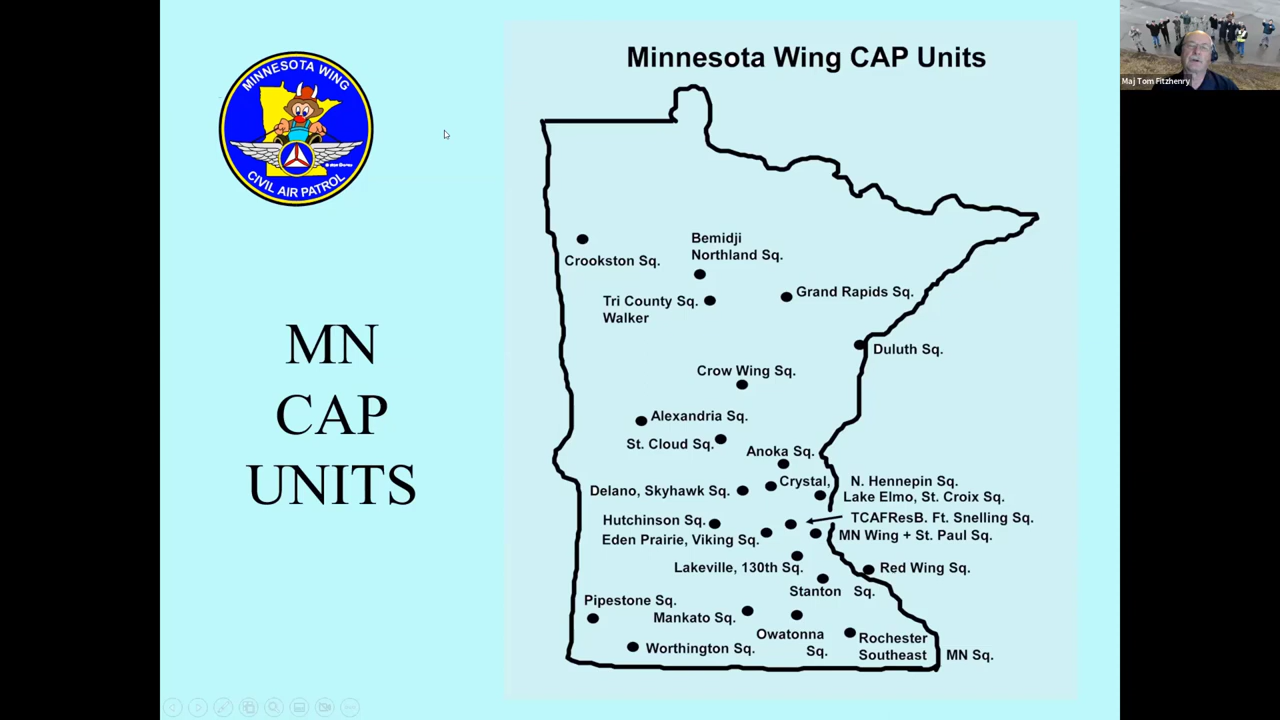 MINNESOTA WING
CIVIL AIR PATROL
MN
CAP
UNITS
Minnesota Wing CAP Units
Crookston Sq.
Bemidji
Northland Sq.
Tri County Sq.
Walker
Grand Rapids Sq.
Duluth Sq.
Crow Wing Sq.
Alexandria Sq.
St. Cloud Sq.
Anoka Sq.
Crystal, N. Hennepin Sq.
Delano, Skyhawk Sq.
Lake Elmo, St. Croix Sq.
Hutchinson Sq.
TCAFResB. Ft. Snelling Sq.
Eden Prairie, Viking Sq.
MN Wing + St. Paul Sq.
Lakeville, 130th Sq.
Red Wing Sq.
Stanton Sq.
Pipestone Sq.
Mankato Sq.
Owatonna
Sq.
Rochester
Southeast MN Sq.
Worthington Sq.
Maj Tom Fitzhenry